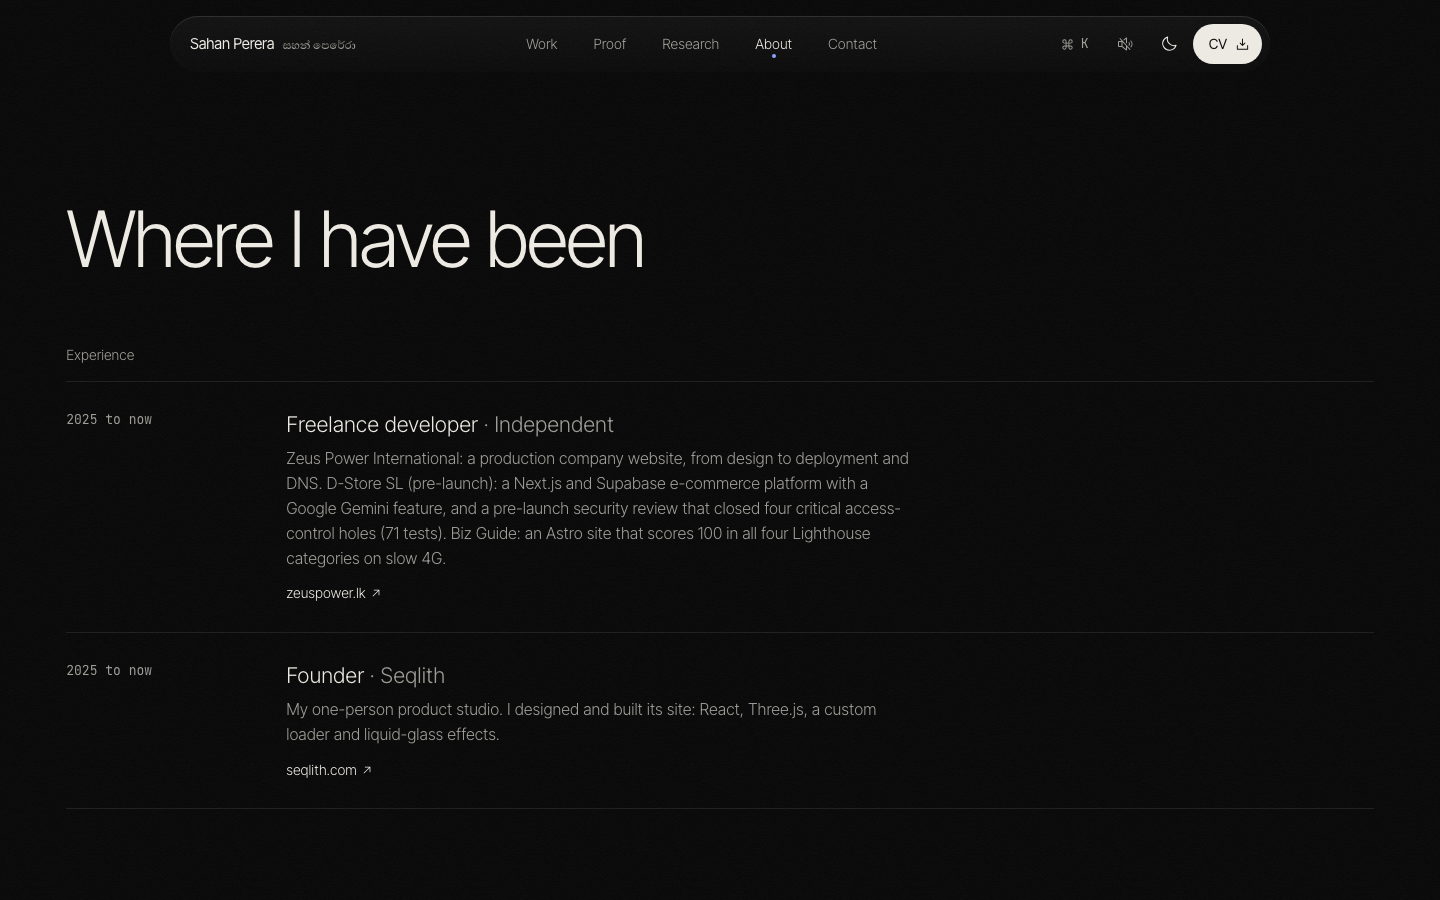 Sahan Perera සහන් පෙරේරා
Work Proof Research About Contact
⌘ K
CV
Where I have been
Experience
2025 to now
Freelance developer · Independent
Zeus Power International: a production company website, from design to deployment and
DNS. D-Store SL (pre-launch): a Next.js and Supabase e-commerce platform with a
Google Gemini feature, and a pre-launch security review that closed four critical access-
control holes (71 tests). Biz Guide: an Astro site that scores 100 in all four Lighthouse
categories on slow 4G.
zeuspower.lk ↗
2025 to now
Founder · Seqlith
My one-person product studio. I designed and built its site: React, Three.js, a custom
loader and liquid-glass effects.
seqlith.com ↗